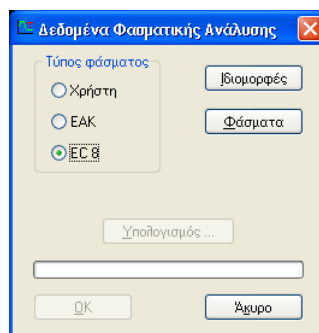 Δεδομένα Φασματικής Ανάλυσης
Τύπος φάσματος
Χρήστη
ΕΑΚ
EC 8
Ιδιομορφές
Φάσματα
Υπολογισμός ...
OK
Άκυρο